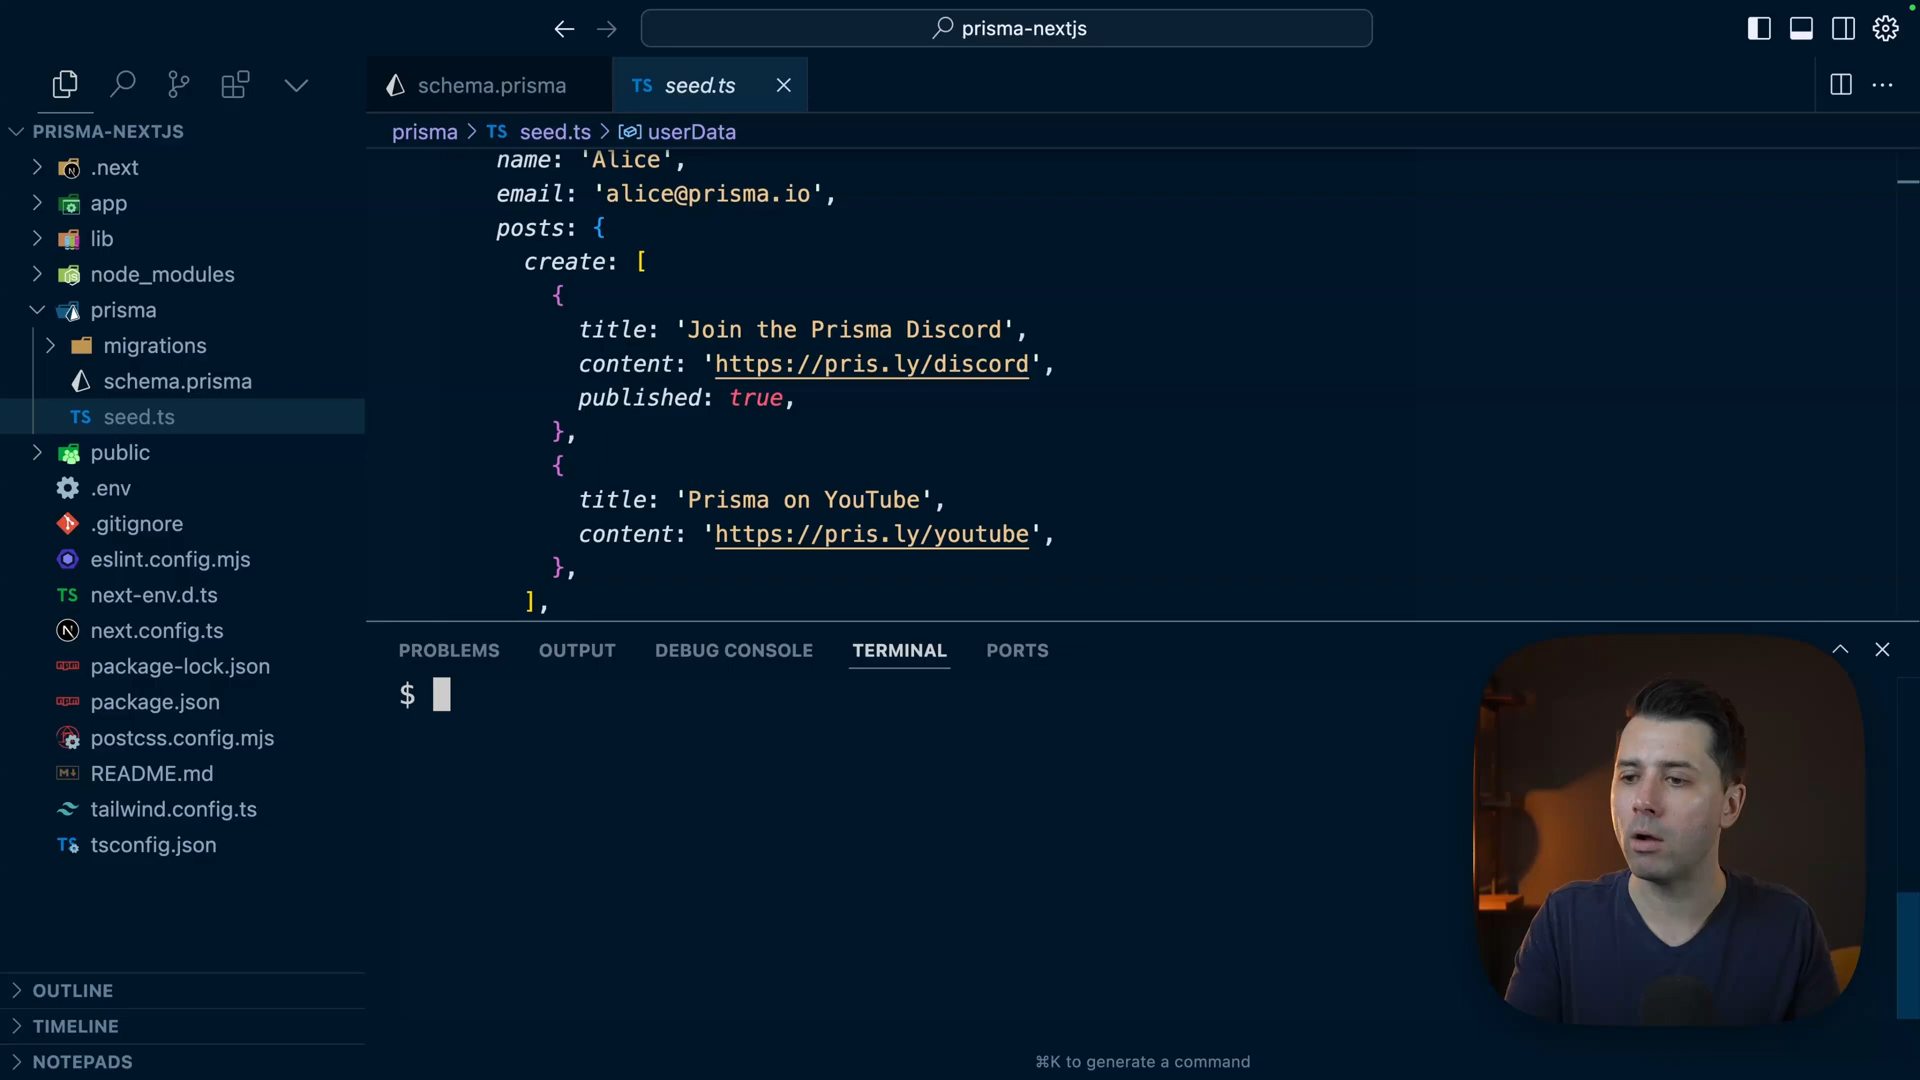 prisma-nextjs
schema.prisma
TS seed.ts
PRISMA-NEXTJS
.next
app
lib
node_modules
prisma
migrations
schema.prisma
TS seed.ts
public
.env
.gitignore
eslint.config.mjs
TS next-env.d.ts
N next.config.ts
npm package-lock.json
npm package.json
postcss.config.mjs
M README.md
tailwind.config.ts
TS tsconfig.json
OUTLINE
TIMELINE
NOTEPADS
prisma > TS seed.ts > userData
name: 'Alice',
email: 'alice@prisma.io',
posts: {
create: [
{
title: 'Join the Prisma Discord',
content: 'https://pris.ly/discord',
published: true,
},
{
title: 'Prisma on YouTube',
content: 'https://pris.ly/youtube',
},
],
PROBLEMS OUTPUT DEBUG CONSOLE TERMINAL PORTS
$
⌘K to generate a command